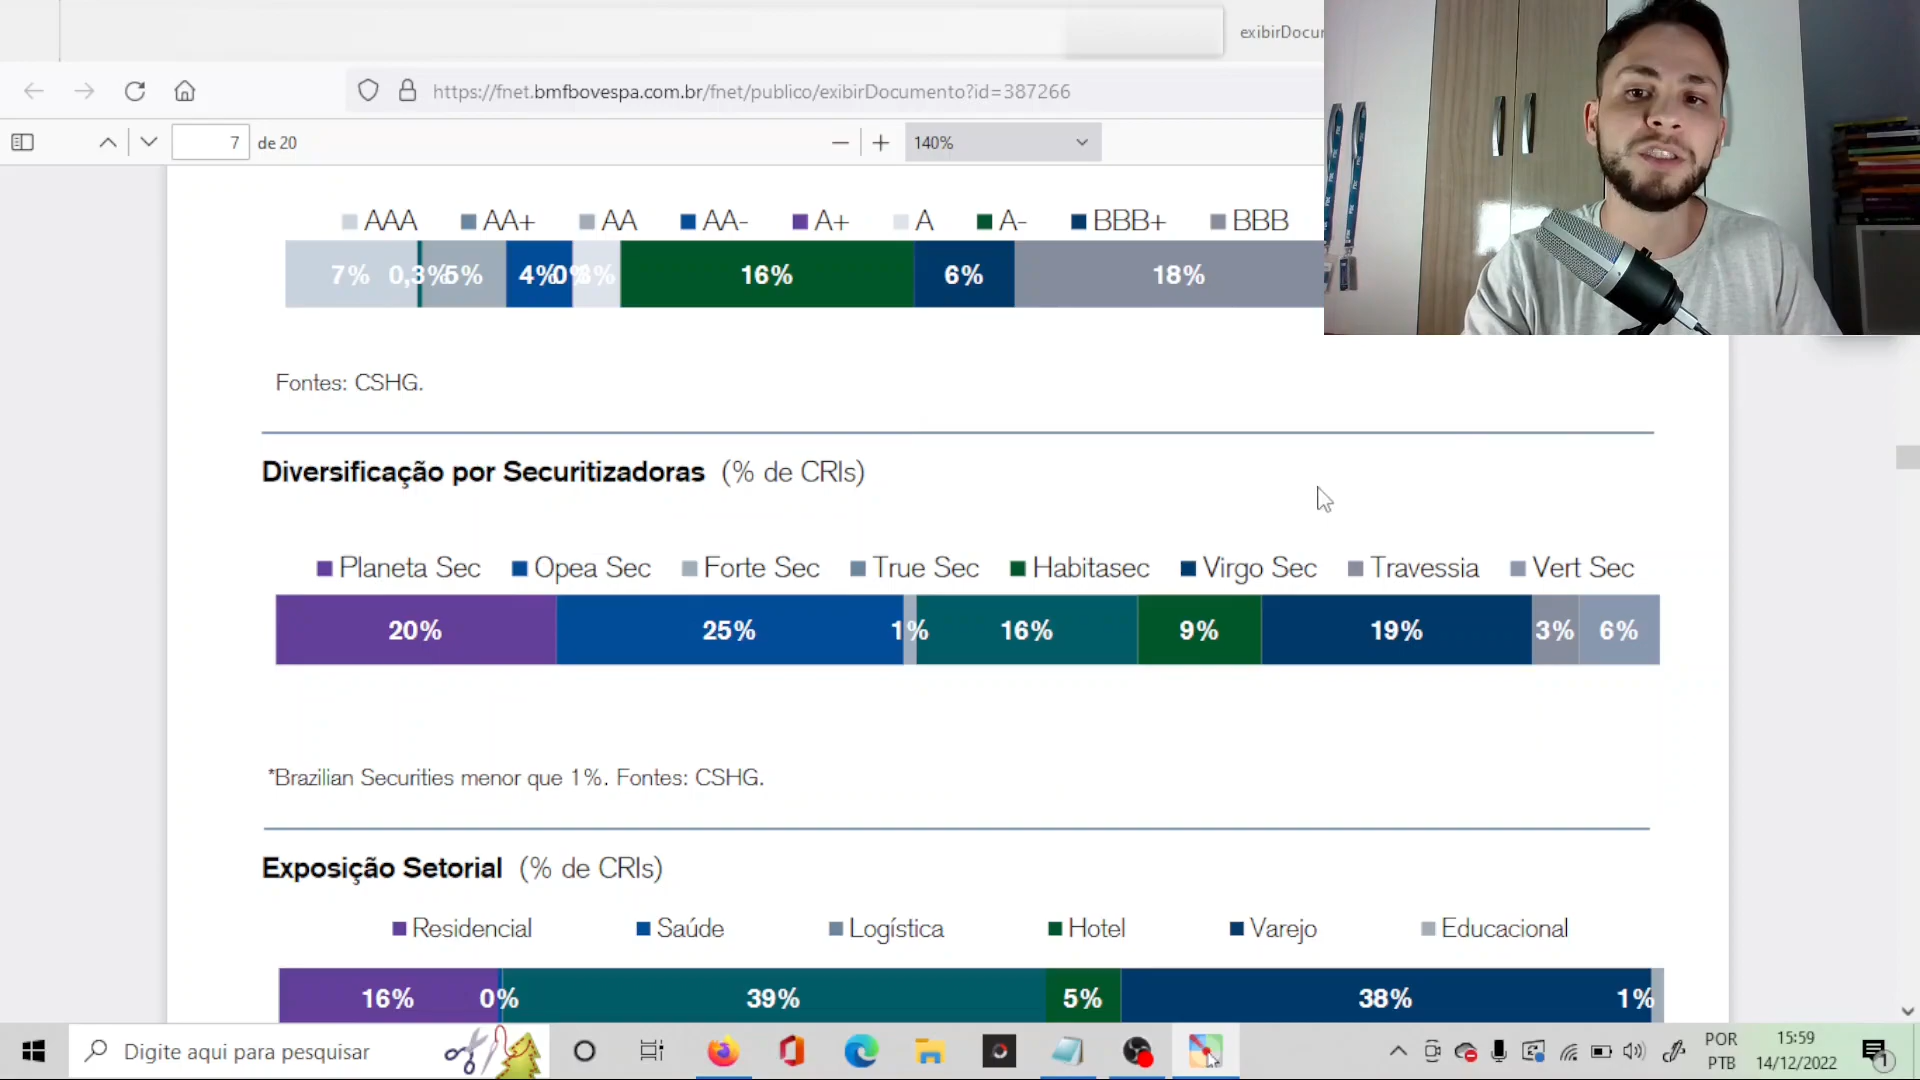 exibirDocu
https://fnet.bmfbovespa.com.br/fnet/publico/exibirDocumento?id=387266
7 de 20
140%
AAA AA+ AA AA- A+ A A- BBB+ BBB
7% 0,3% 5% 4% 0% 3% 16% 6% 18%
Fontes: CSHG.
Diversificação por Securitizadoras (% de CRIs)
Planeta Sec Opea Sec Forte Sec True Sec Habitasec Virgo Sec Travessia Vert Sec
20% 25% 1% 16% 9% 19% 3% 6%
*Brazilian Securities menor que 1%. Fontes: CSHG.
Exposição Setorial (% de CRIs)
Residencial Saúde Logística Hotel Varejo Educacional
16% 0% 39% 5% 38% 1%
Digite aqui para pesquisar
POR
PTB
15:59
14/12/2022
1